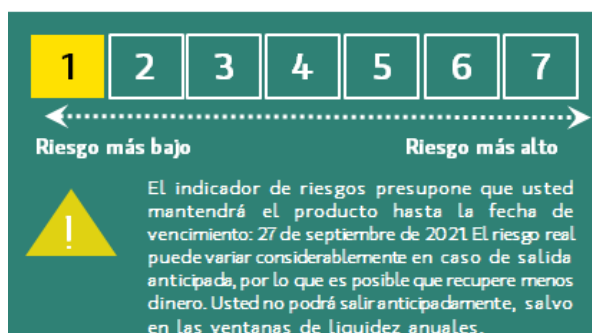 1 2 3 4 5 6 7
Riesgo más bajo Riesgo más alto
El indicador de riesgos presupone que usted
mantendrá el producto hasta la fecha de
vencimiento: 27 de septiembre de 2021 El riesgo real
puede variar considerablemente en caso de salida
anticipada, por lo que es posible que recupere menos
dinero. Usted no podrá salir anticipadamente, salvo
en las ventanas de liquidez anuales.